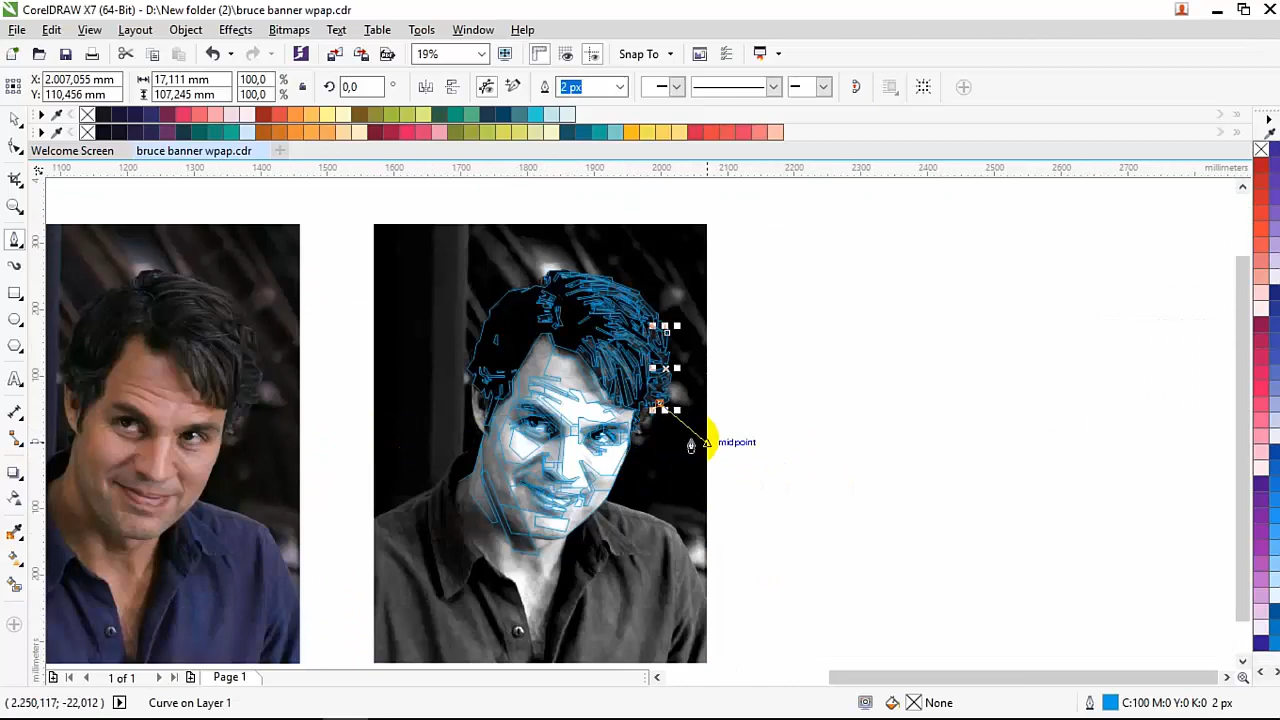 CorelDRAW X7 (64-Bit) - D:\New folder (2)\bruce banner wpap.cdr
File Edit View Layout Object Effects Bitmaps Text Table Tools Window Help
19% Snap To
X: 2.007,055 mm 17,111 mm 100,0 %
Y: 110,456 mm 107,245 mm 100,0 %
0,0 °
2 px
Welcome Screen bruce banner wpap.cdr
1100 1200 1300 1400 1500 1600 1700 1800 1900 2000 2100 2200 2300 2400 2500 2600 2700 millimeters
midpoint
1 of 1 Page 1
( 2.250,117; -22,012 ) Curve on Layer 1 None C:100 M:0 Y:0 K:0 2 px